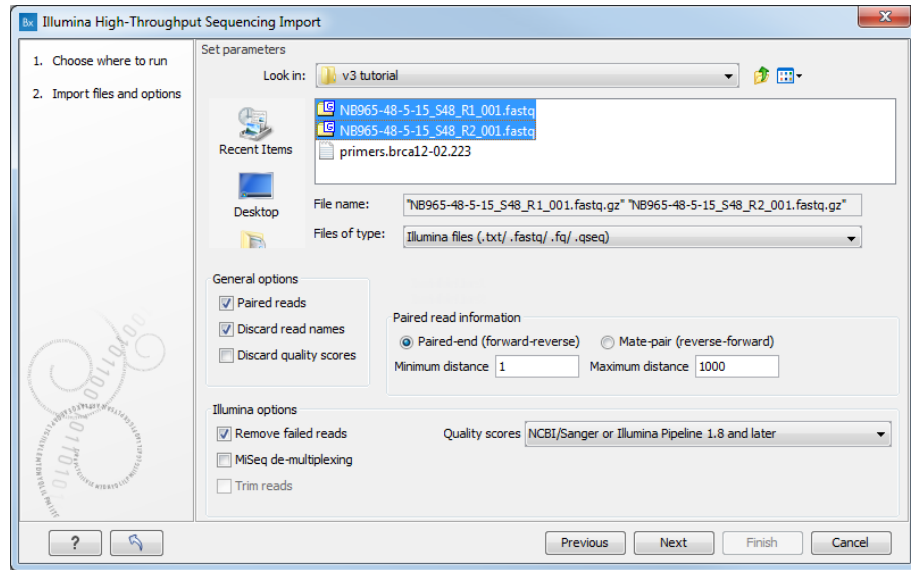 Bx Illumina High-Throughput Sequencing Import
1. Choose where to run
2. Import files and options
Set parameters
Look in: v3 tutorial
NB965-48-5-15_S48_R1_001.fastq
NB965-48-5-15_S48_R2_001.fastq
primers.brca12-02.223
Recent Items
Desktop
File name: "NB965-48-5-15_S48_R1_001.fastq.gz" "NB965-48-5-15_S48_R2_001.fastq.gz"
Files of type: Illumina files (.txt/ .fastq/ .fq/ .qseq)
General options
Paired reads
Discard read names
Discard quality scores
Paired read information
Paired-end (forward-reverse) Mate-pair (reverse-forward)
Minimum distance 1 Maximum distance 1000
Illumina options
Remove failed reads Quality scores NCBI/Sanger or Illumina Pipeline 1.8 and later
MiSeq de-multiplexing
Trim reads
? Previous Next Finish Cancel